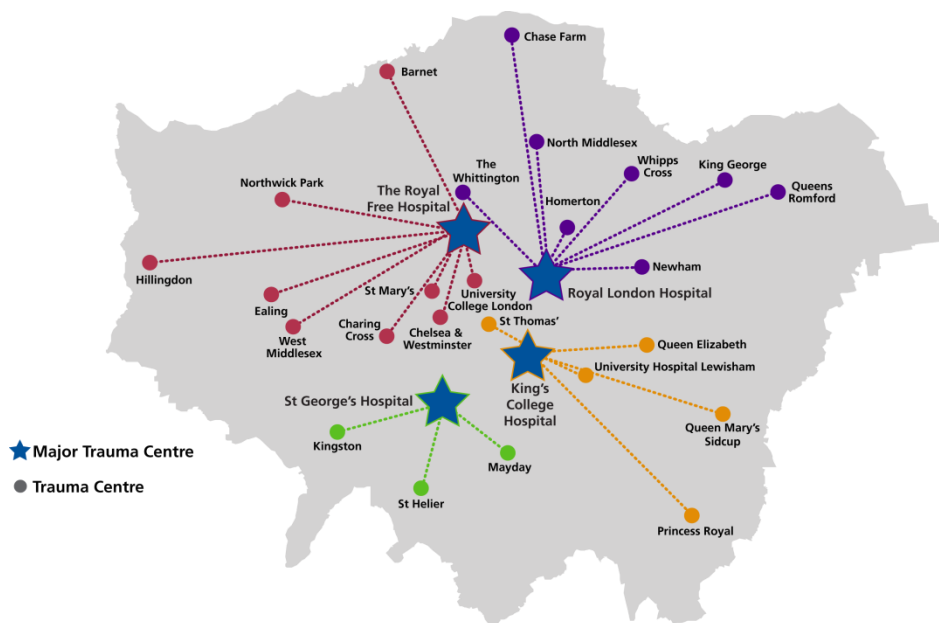 Chase Farm
Barnet
North Middlesex
The
Whittington
Whipps
Cross
King George
Queens
Romford
Northwick Park
The Royal
Free Hospital
Homerton
Hillingdon
Newham
Royal London Hospital
St Mary's
University
College London
Ealing
West
Middlesex
Charing
Cross
Chelsea &
Westminster
St Thomas'
Queen Elizabeth
University Hospital Lewisham
King's
College
Hospital
St George's Hospital
Queen Mary's
Sidcup
Kingston
Mayday
St Helier
Princess Royal
Major Trauma Centre
Trauma Centre